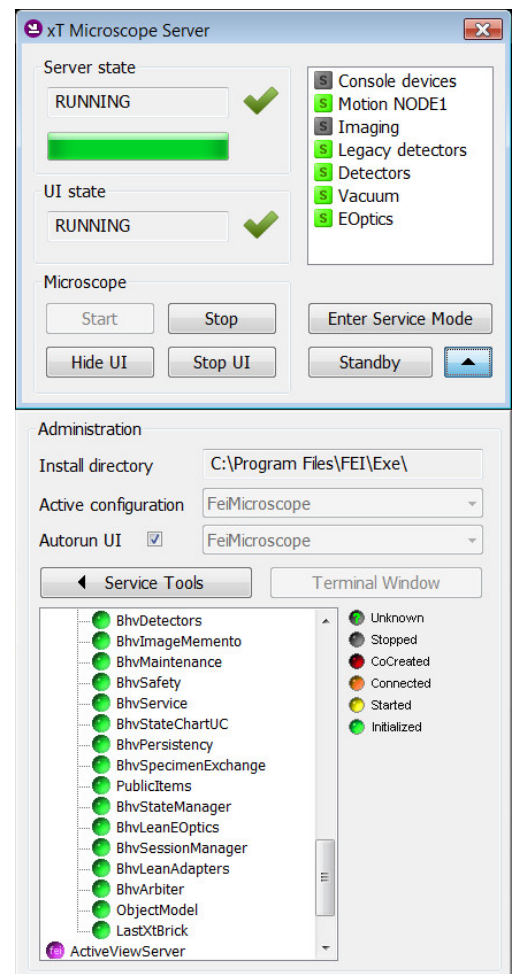 xT Microscope Server
Server state
RUNNING
UI state
RUNNING
S Console devices
S Motion NODE1
S Imaging
S Legacy detectors
S Detectors
S Vacuum
S EOptics
Microscope
Start
Stop
Hide UI
Stop UI
Enter Service Mode
Standby
Administration
Install directory C:\Program Files\FEI\Exe\
Active configuration FeiMicroscope
Autorun UI FeiMicroscope
Service Tools
Terminal Window
BhvDetectors
BhvImageMemento
BhvMaintenance
BhvSafety
BhvService
BhvStateChartUC
BhvPersistency
BhvSpecimenExchange
PublicItems
BhvStateManager
BhvLeanEOptics
BhvSessionManager
BhvLeanAdapters
BhvArbiter
ObjectModel
LastXtBrick
fei ActiveViewServer
? Unknown
Stopped
CoCreated
Connected
Started
Initialized